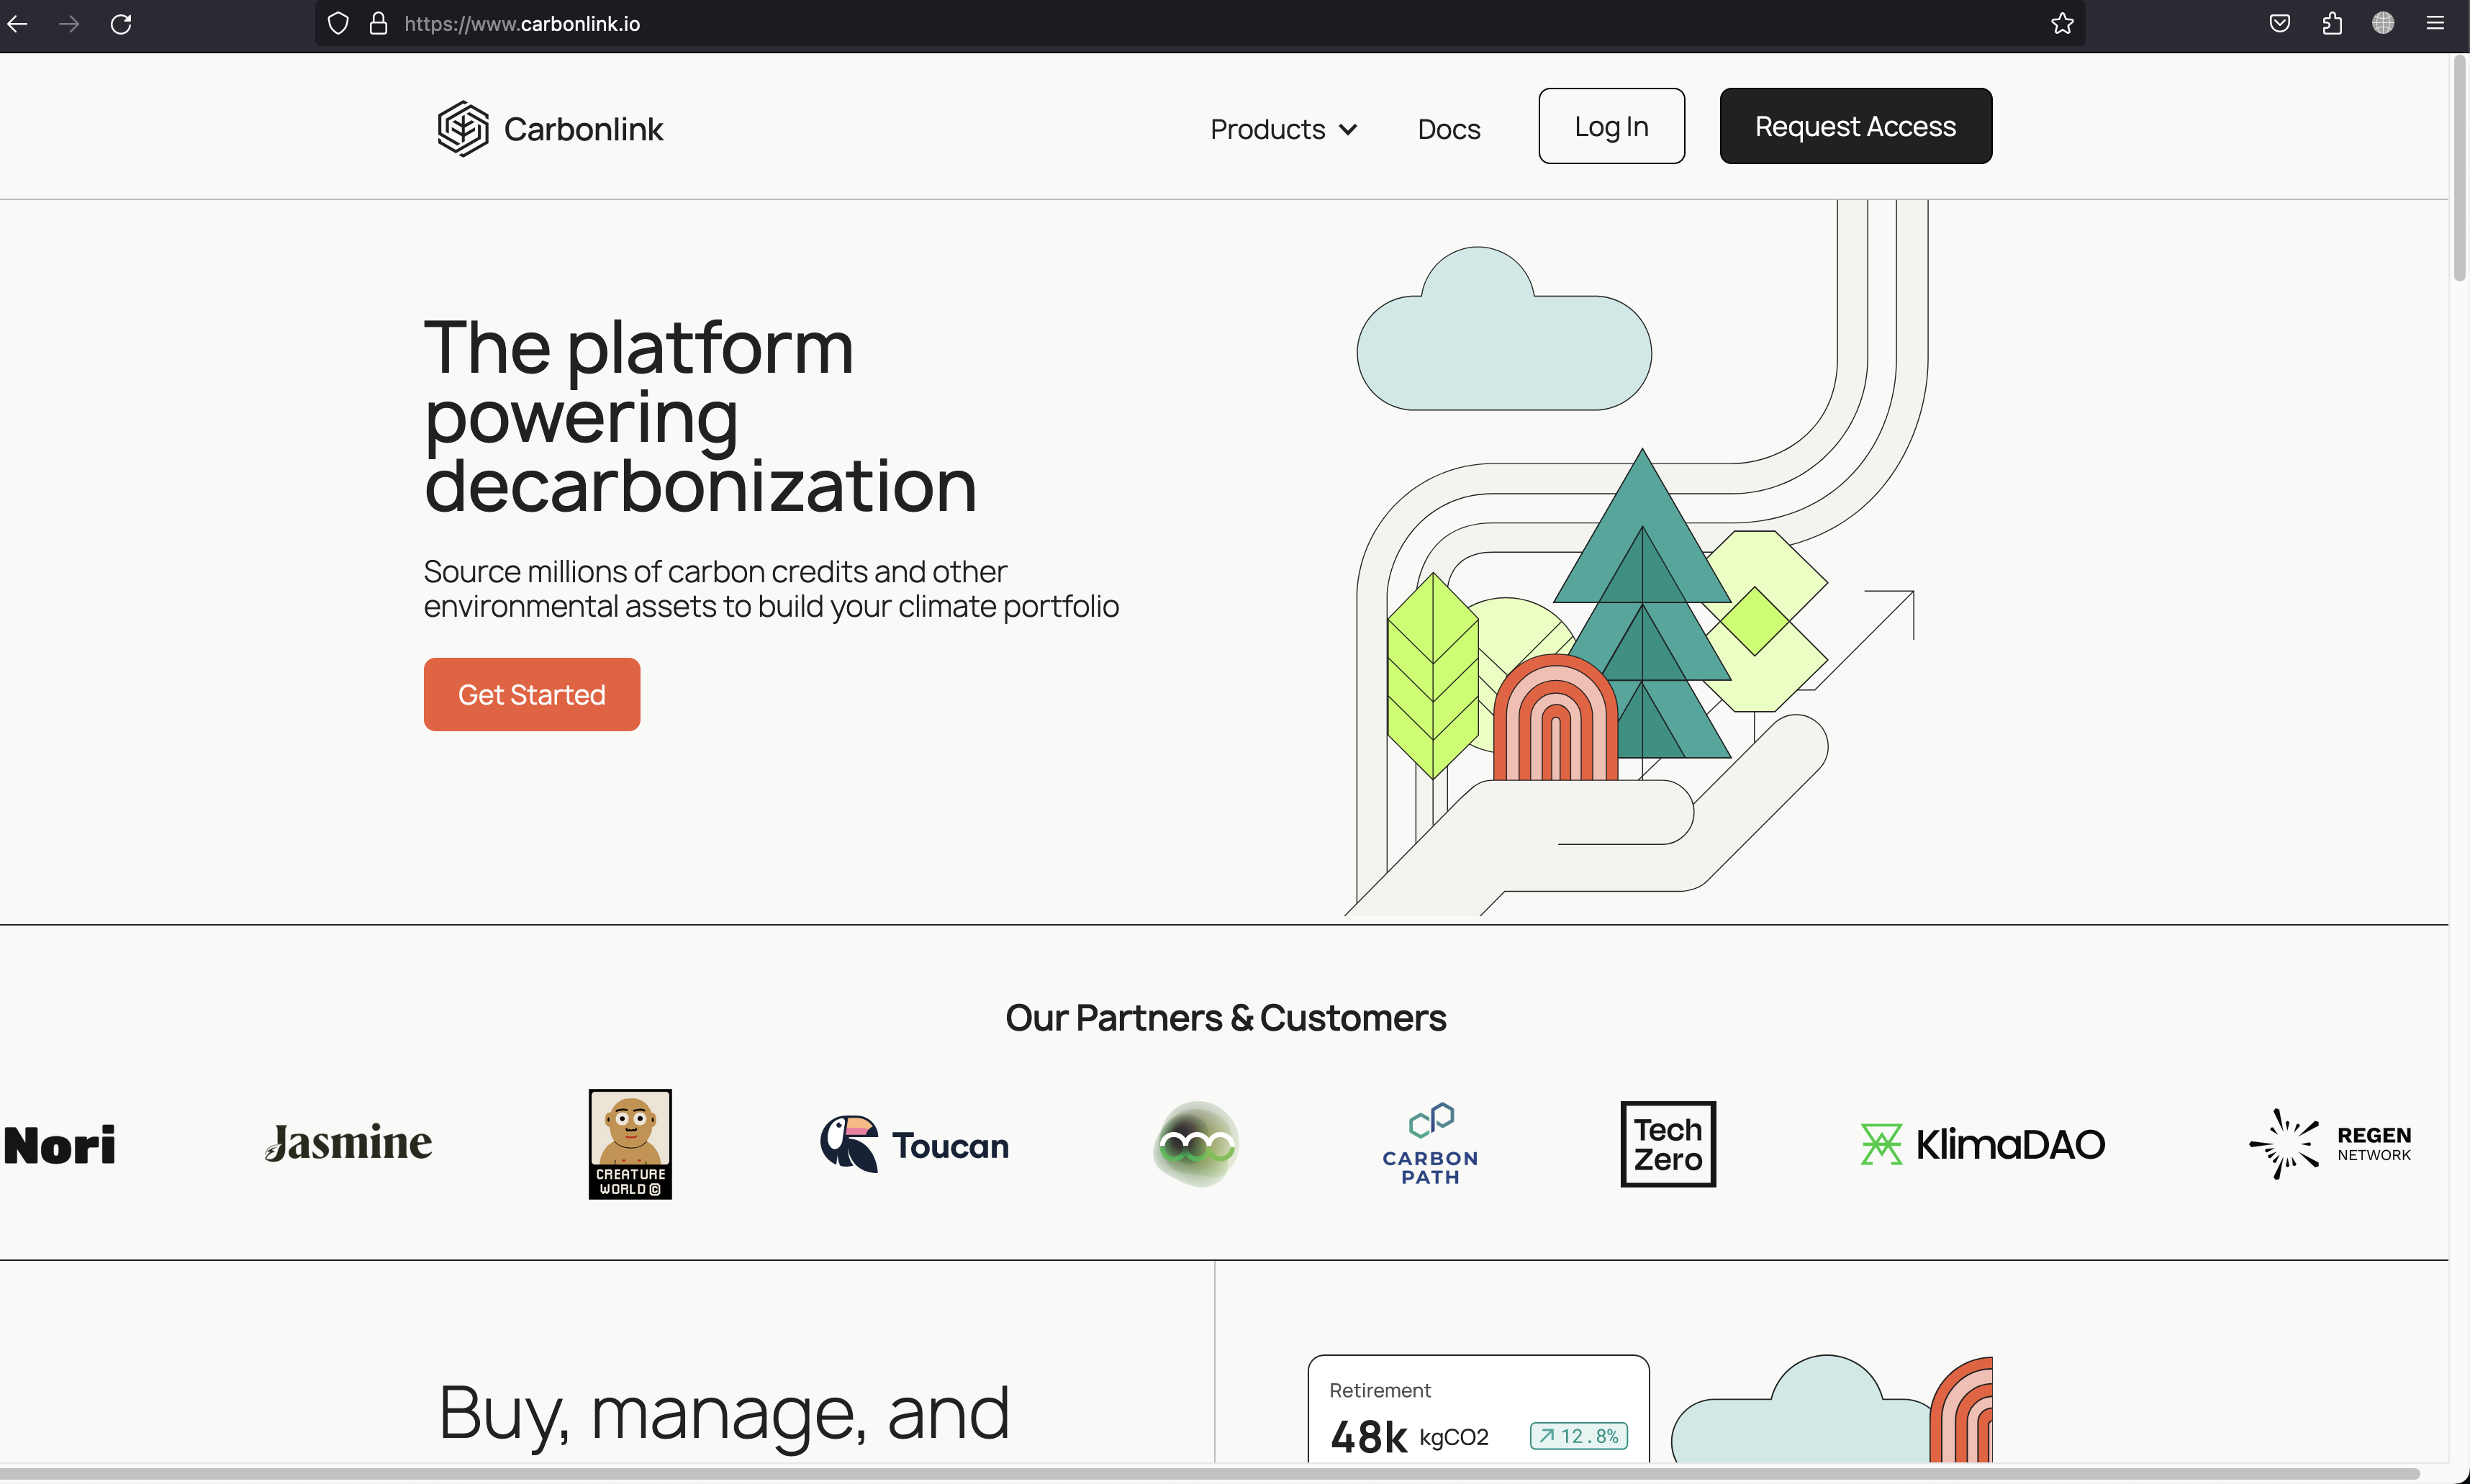 https://www.carbonlink.io
Carbonlink
Products
Docs
Log In
Request Access
The platform
powering
decarbonization
Source millions of carbon credits and other
environmental assets to build your climate portfolio
Get Started
Our Partners & Customers
Nori
Jasmine
CREATURE
WORLD ©
Toucan
CARBON
PATH
Tech
Zero
KlimaDAO
REGEN
NETWORK
Buy, manage, and
Retirement
48k kgCO2
12.8%